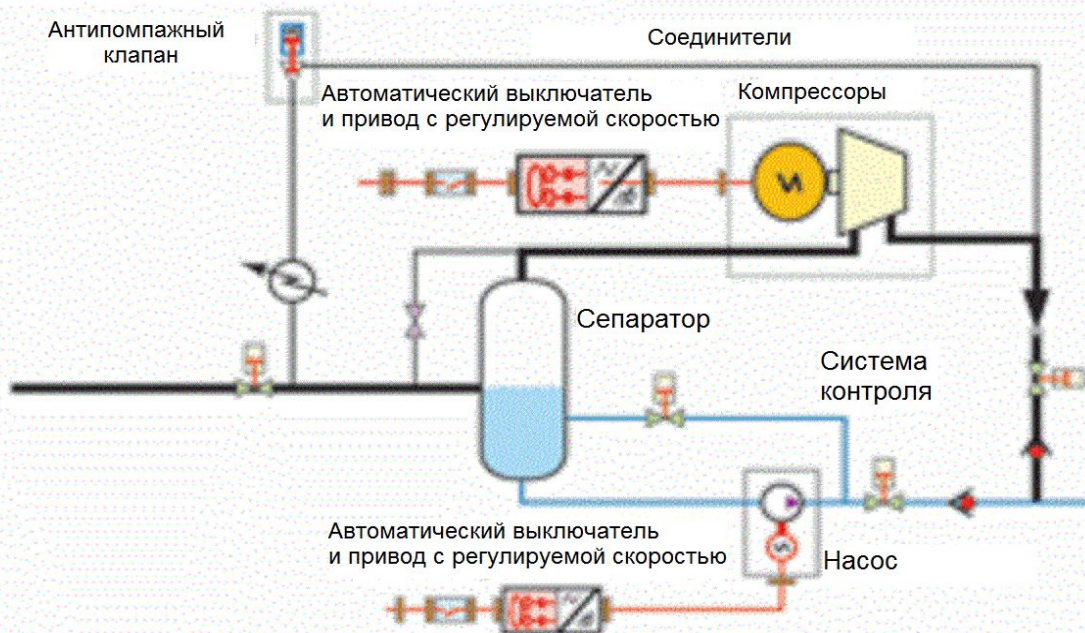 Антипомпажный
клапан
Соединители
Автоматический выключатель
и привод с регулируемой скоростью
Компрессоры
Сепаратор
Система
контроля
Автоматический выключатель
и привод с регулируемой скоростью
Насос